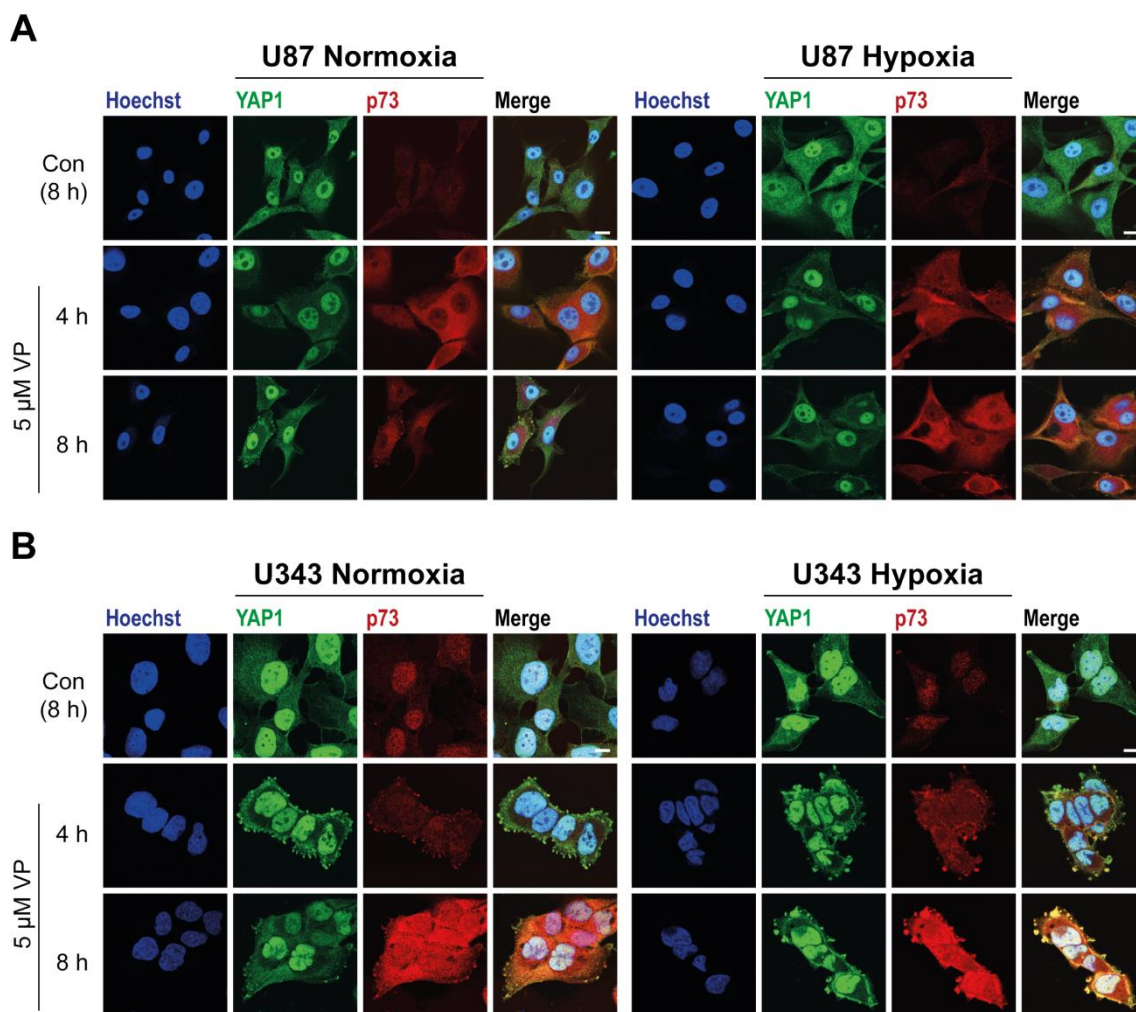 A
U87 Normoxia
U87 Hypoxia
Hoechst YAP1 p73 Merge Hoechst YAP1 p73 Merge
Con
(8 h)
5 µM VP
4 h
8 h
B
U343 Normoxia
U343 Hypoxia
Hoechst YAP1 p73 Merge Hoechst YAP1 p73 Merge
Con
(8 h)
5 µM VP
4 h
8 h